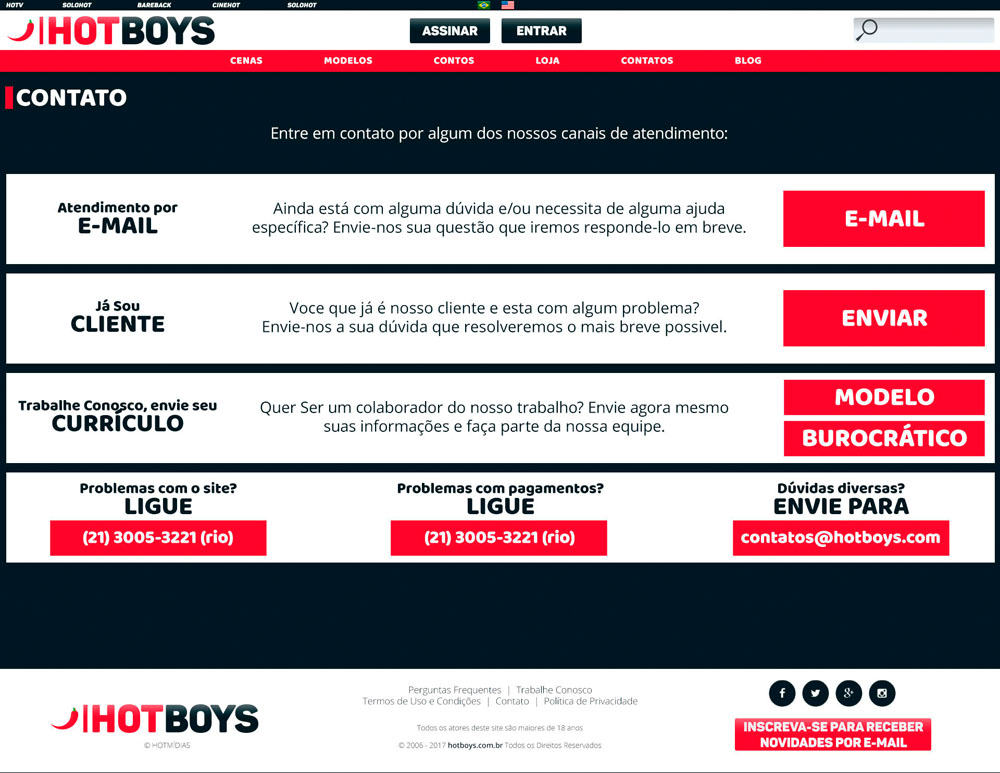 HOTV SOLOHOT BAREBACK CINEHOT SOLOHOT
HOTBOYS
ASSINAR ENTRAR
CENAS MODELOS CONTOS LOJA CONTATOS BLOG
CONTATO
Entre em contato por algum dos nossos canais de atendimento:
Atendimento por
E-MAIL
Ainda está com alguma dúvida e/ou necessita de alguma ajuda
específica? Envie-nos sua questão que iremos responde-lo em breve.
E-MAIL
Já Sou
CLIENTE
Voce que já é nosso cliente e esta com algum problema?
Envie-nos a sua dúvida que resolveremos o mais breve possivel.
ENVIAR
Trabalhe Conosco, envie seu
CURRÍCULO
Quer Ser um colaborador do nosso trabalho? Envie agora mesmo
suas informações e faça parte da nossa equipe.
MODELO
BUROCRÁTICO
Problemas com o site?
LIGUE
(21) 3005-3221 (rio)
Problemas com pagamentos?
LIGUE
(21) 3005-3221 (rio)
Dúvidas diversas?
ENVIE PARA
contatos@hotboys.com
HOTBOYS
© HOTMÍDIAS
Perguntas Frequentes | Trabalhe Conosco
Termos de Uso e Condições | Contato | Política de Privacidade
Todos os atores deste site são maiores de 18 anos
© 2006 - 2017 hotboys.com.br Todos os Direitos Reservados
INSCREVA-SE PARA RECEBER
NOVIDADES POR E-MAIL